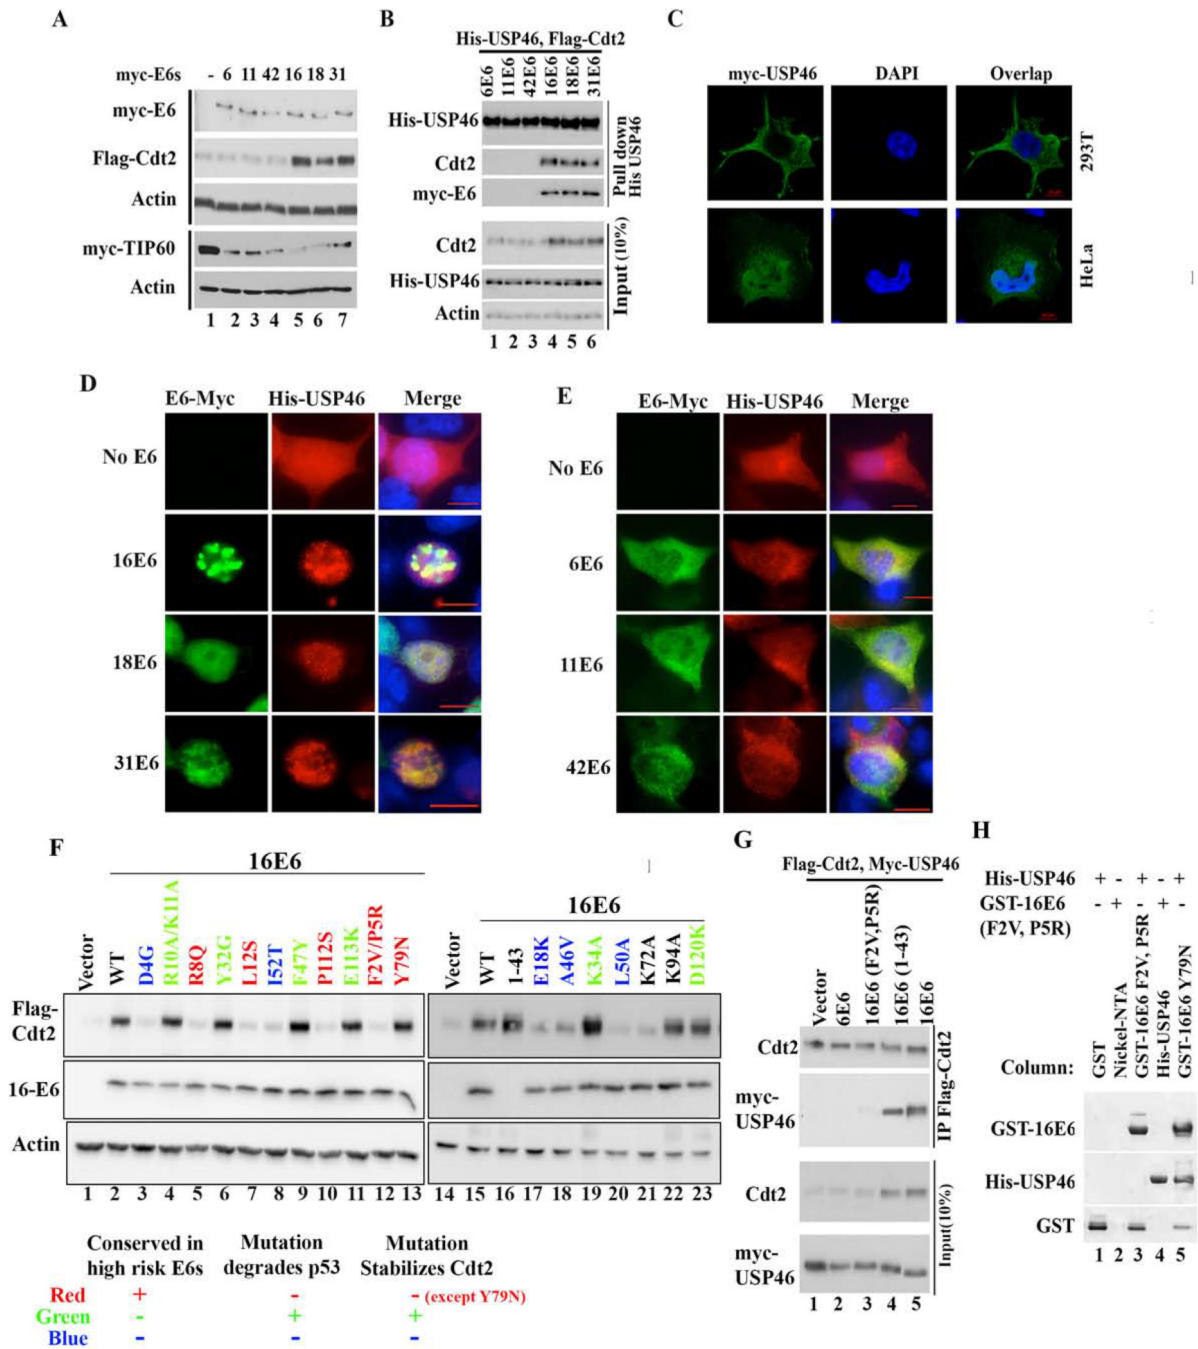 A
myc-E6s
- 6 11 42 16 18 31
myc-E6
Flag-Cdt2
Actin
myc-TIP60
Actin
1 2 3 4 5 6 7
B
His-USP46, Flag-Cdt2
6E6 11E6 42E6 16E6 18E6 31E6
His-USP46
Cdt2
myc-E6
Pull down
His USP46
Cdt2
His-USP46
Actin
Input (10%)
1 2 3 4 5 6
C
myc-USP46 DAPI Overlap
293T
HeLa
D
E6-Myc His-USP46 Merge
No E6
16E6
18E6
31E6
E
E6-Myc His-USP46 Merge
No E6
6E6
11E6
42E6
F
16E6
Vector WT D4G R10A/K11A R8Q Y32G L12S I52T F47Y P112S E113K F2V/P5R Y79N
16E6
Vector WT 1-43 E18K A46V K34A L50A K72A K94A D120K
Flag-
Cdt2
16-E6
Actin
1 2 3 4 5 6 7 8 9 10 11 12 13
14 15 16 17 18 19 20 21 22 23
Conserved in
high risk E6s
Mutation
degrades p53
Mutation
Stabilizes Cdt2
Red + - - (except Y79N)
Green - + +
Blue - - -
G
Flag-Cdt2, Myc-USP46
Vector 6E6 16E6 (F2V,P5R) 16E6 (1-43) 16E6
Cdt2
myc-
USP46
IP Flag-Cdt2
Cdt2
myc-
USP46
Input(10%)
1 2 3 4 5
H
His-USP46 + - + - +
GST-16E6 - - - + -
(F2V, P5R)
Column: GST Nickel-NTA GST-16E6 F2V, P5R His-USP46 GST-16E6 Y79N
GST-16E6
His-USP46
GST
1 2 3 4 5